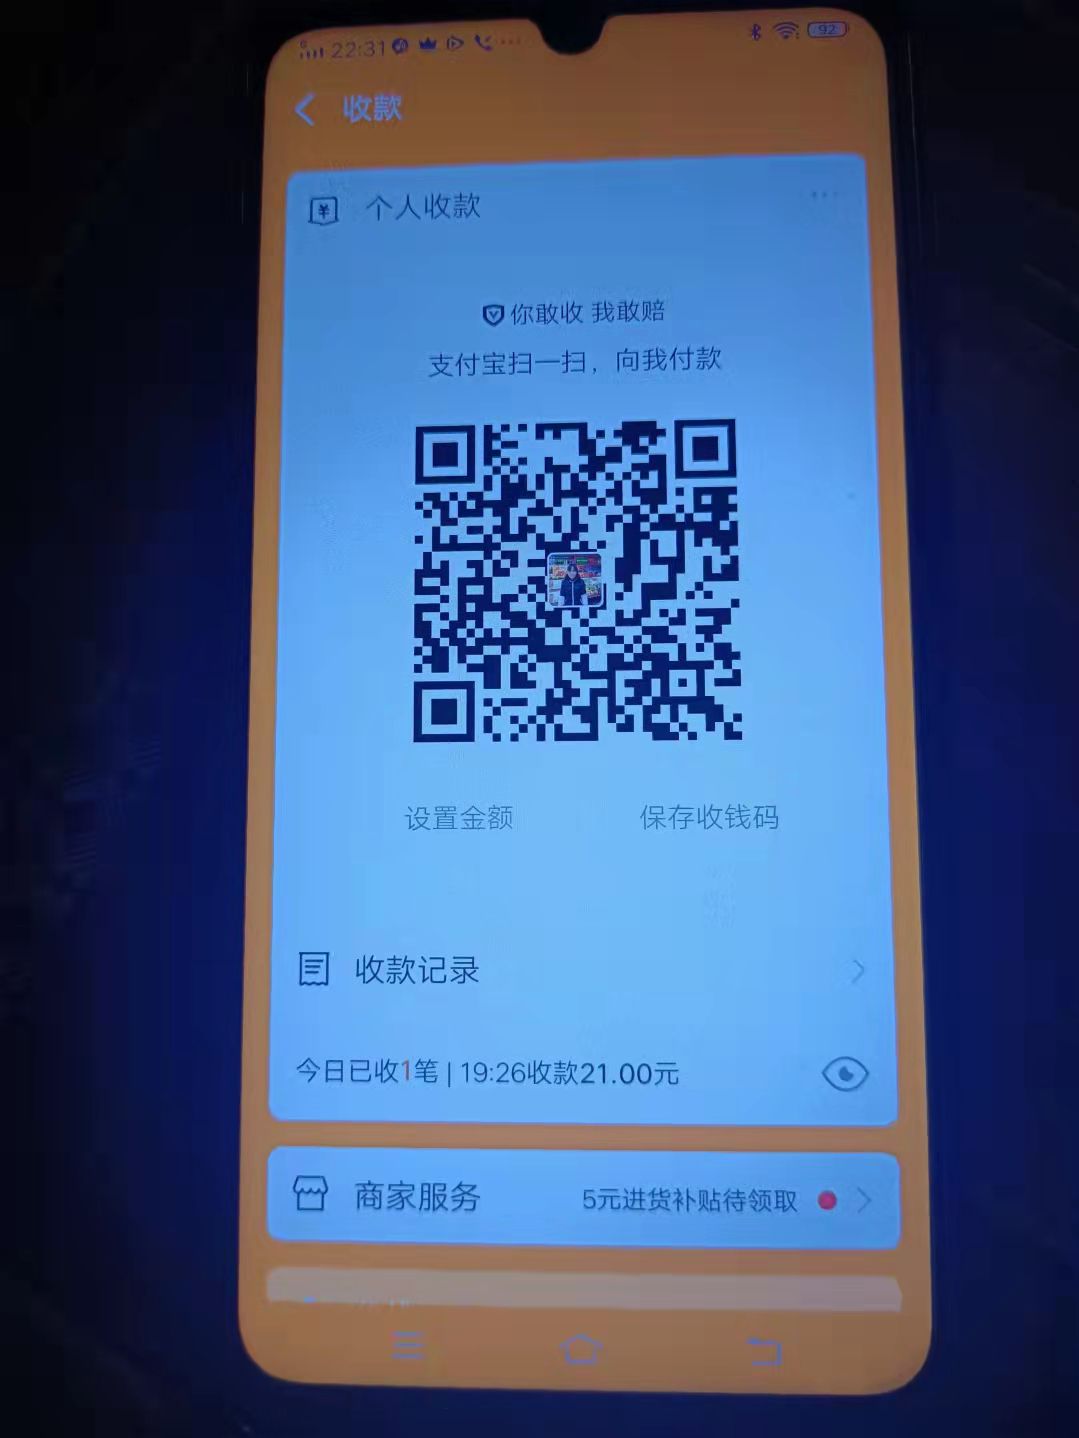 22:31
92
收款
个人收款
你敢收 我敢赔
支付宝扫一扫，向我付款
设置金额
保存收钱码
收款记录
今日已收1笔 | 19:26收款21.00元
商家服务
5元进货补贴待领取